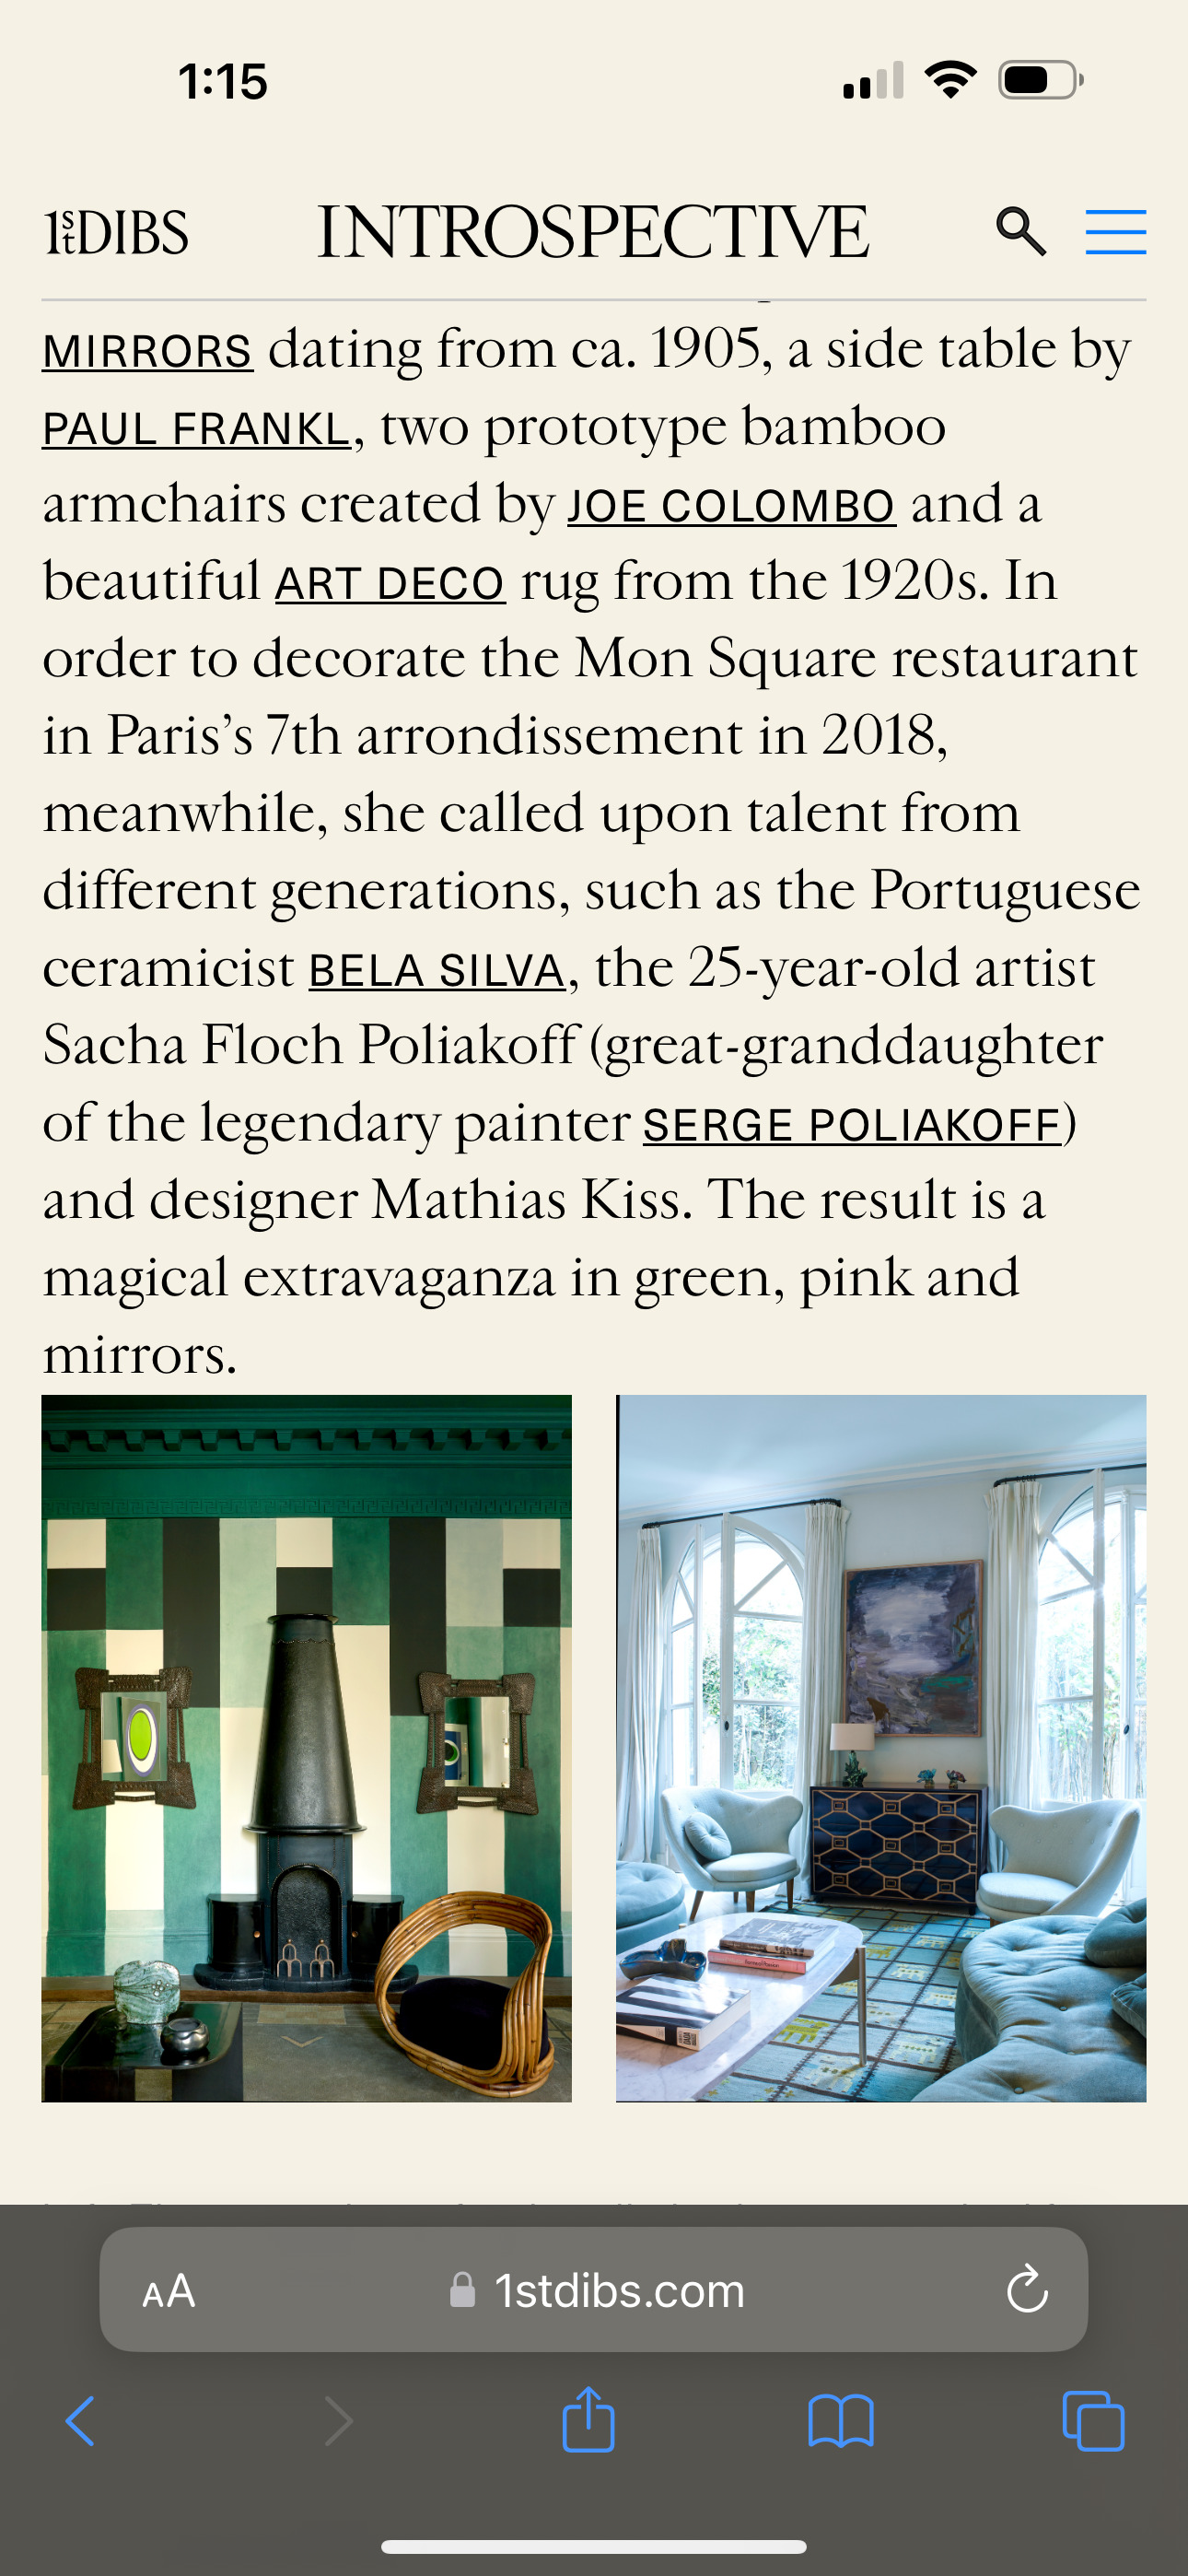 1:15
1stDIBS INTROSPECTIVE
MIRRORS dating from ca. 1905, a side table by
PAUL FRANKL, two prototype bamboo
armchairs created by JOE COLOMBO and a
beautiful ART DECO rug from the 1920s. In
order to decorate the Mon Square restaurant
in Paris’s 7th arrondissement in 2018,
meanwhile, she called upon talent from
different generations, such as the Portuguese
ceramicist BELA SILVA, the 25-year-old artist
Sacha Floch Poliakoff (great-granddaughter
of the legendary painter SERGE POLIAKOFF)
and designer Mathias Kiss. The result is a
magical extravaganza in green, pink and
mirrors.
AA 1stdibs.com